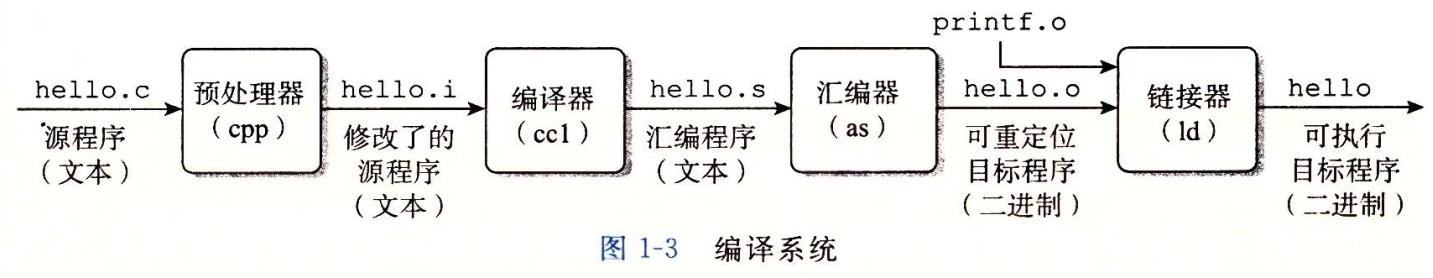 printf.o
hello.c
预处理器
(cpp)
hello.i
编译器
(cc1)
hello.s
汇编器
(as)
hello.o
链接器
(ld)
hello
源程序
(文本)
修改了的
源程序
(文本)
汇编程序
(文本)
可重定位
目标程序
(二进制)
可执行
目标程序
(二进制)
图 1-3 编译系统